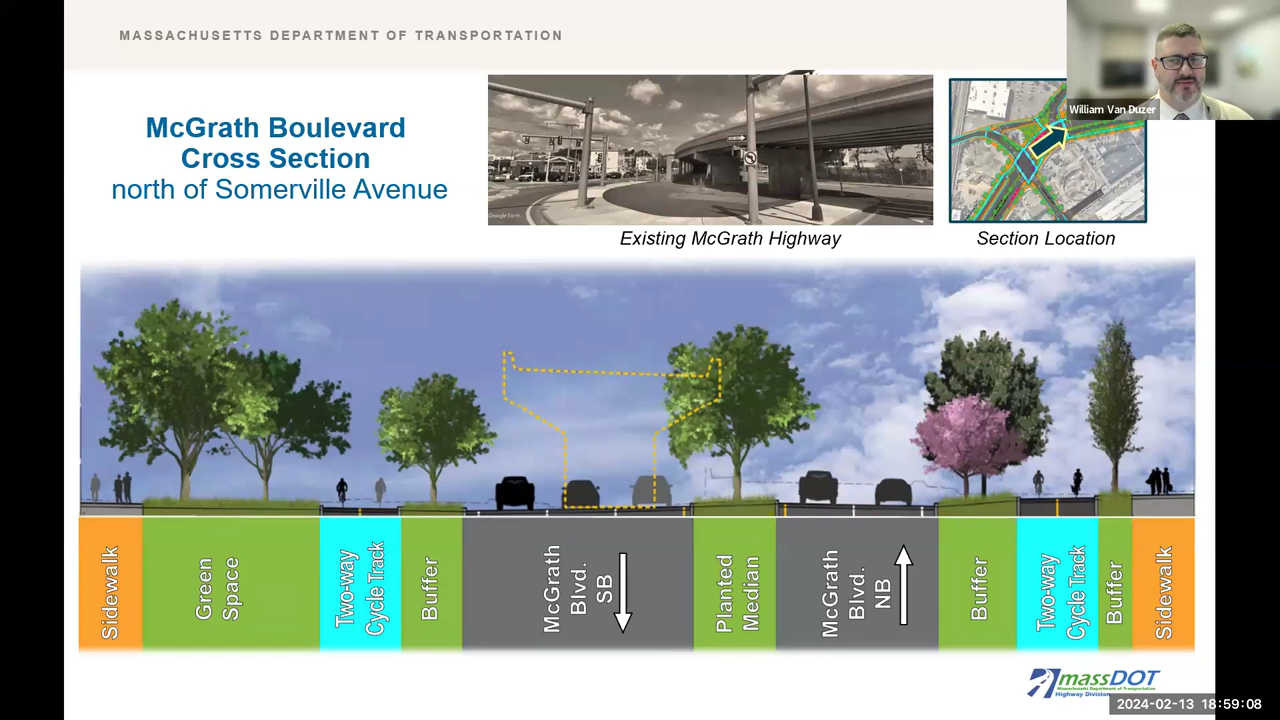 MASSACHUSETTS DEPARTMENT OF TRANSPORTATION
William Van Duzer
McGrath Boulevard
Cross Section
north of Somerville Avenue
Google Earth
Existing McGrath Highway
Section Location
Sidewalk
Green
Space
Two-way
Cycle Track
Buffer
McGrath
Blvd.
SB
Planted
Median
McGrath
Blvd.
NB
Buffer
Two-way
Cycle Track
Buffer
Sidewalk
massDOT
Massachusetts Department of Transportation
Highway Division
2024-02-13 18:59:08